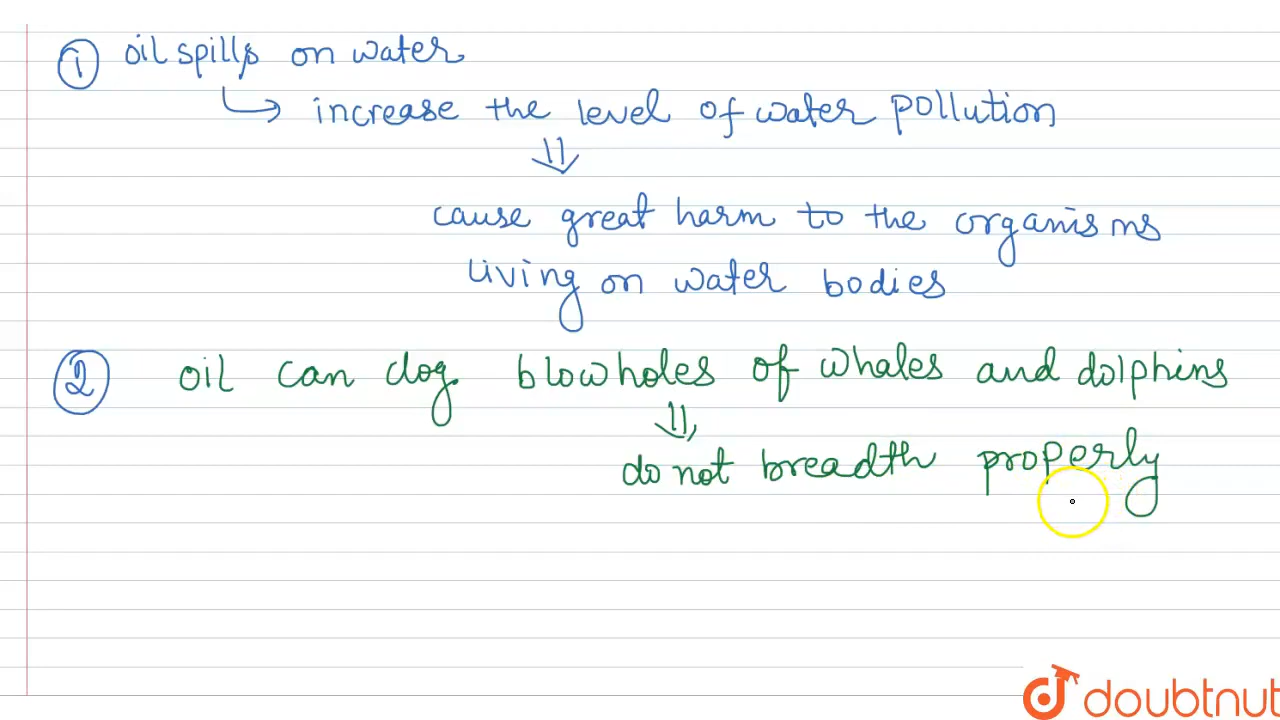 ① oil spills on water
↳ increase the level of water pollution
⇓
cause great harm to the organisms
living on water bodies
② oil can clog blowholes of whales and dolphins
⇓
do not breadth properly
doubtnut